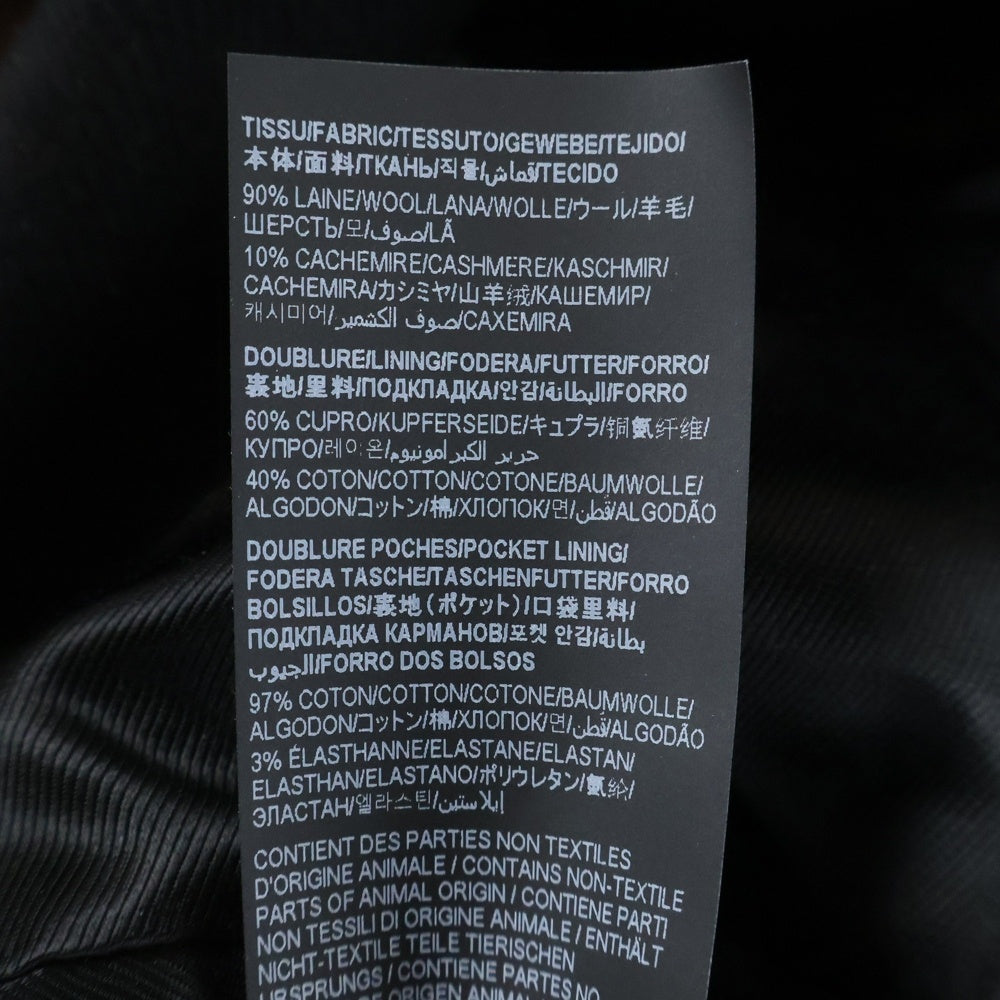 TISSU/FABRIC/TESSUTO/GEWEBE/TEJIDO/
本体/面料/ТКАНЬ/직물/قماش/TECIDO
90% LAINE/WOOL/LANA/WOLLE/ウール/羊毛/
ШЕРСТЬ/모/صوف/LÃ
10% CACHEMIRE/CASHMERE/KASCHMIR/
CACHEMIRA/カシミヤ/山羊绒/КАШЕМИР/
캐시미어/صوف الكشمير/CAXEMIRA
DOUBLURE/LINING/FODERA/FUTTER/FORRO/
裏地/里料/ПОДКЛАДКА/안감/البطانة/FORRO
60% CUPRO/KUPFERSEIDE/キュプラ/铜氨纤维/
КУПРО/레이온/حرير الكبرامونيوم
40% COTON/COTTON/COTONE/BAUMWOLLE/
ALGODON/コットン/棉/ХЛОПОК/면/قطن/ALGODÃO
DOUBLURE POCHES/POCKET LINING/
FODERA TASCHE/TASCHENFUTTER/FORRO
BOLSILLOS/裏地(ポケット)/口袋里料/
ПОДКЛАДКА КАРМАНОВ/포켓 안감/بطانة
الجيوب/FORRO DOS BOLSOS
97% COTON/COTTON/COTONE/BAUMWOLLE/
ALGODON/コットン/棉/ХЛОПОК/면/قطن/ALGODÃO
3% ÉLASTHANNE/ELASTANE/ELASTAN/
ELASTHAN/ELASTANO/ポリウレタン/氨纶/
ЭЛАСТАН/엘라스틴/إيلاستين
CONTIENT DES PARTIES NON TEXTILES
D'ORIGINE ANIMALE / CONTAINS NON-TEXTILE
PARTS OF ANIMAL ORIGIN / CONTIENE PARTI
NON TESSILI DI ORIGINE ANIMALE / ENTHÄLT
NICHT-TEXTILE TEILE TIERISCHEN
URSPRUNGS / CONTIENE PARTES NO
DE ORIGEN